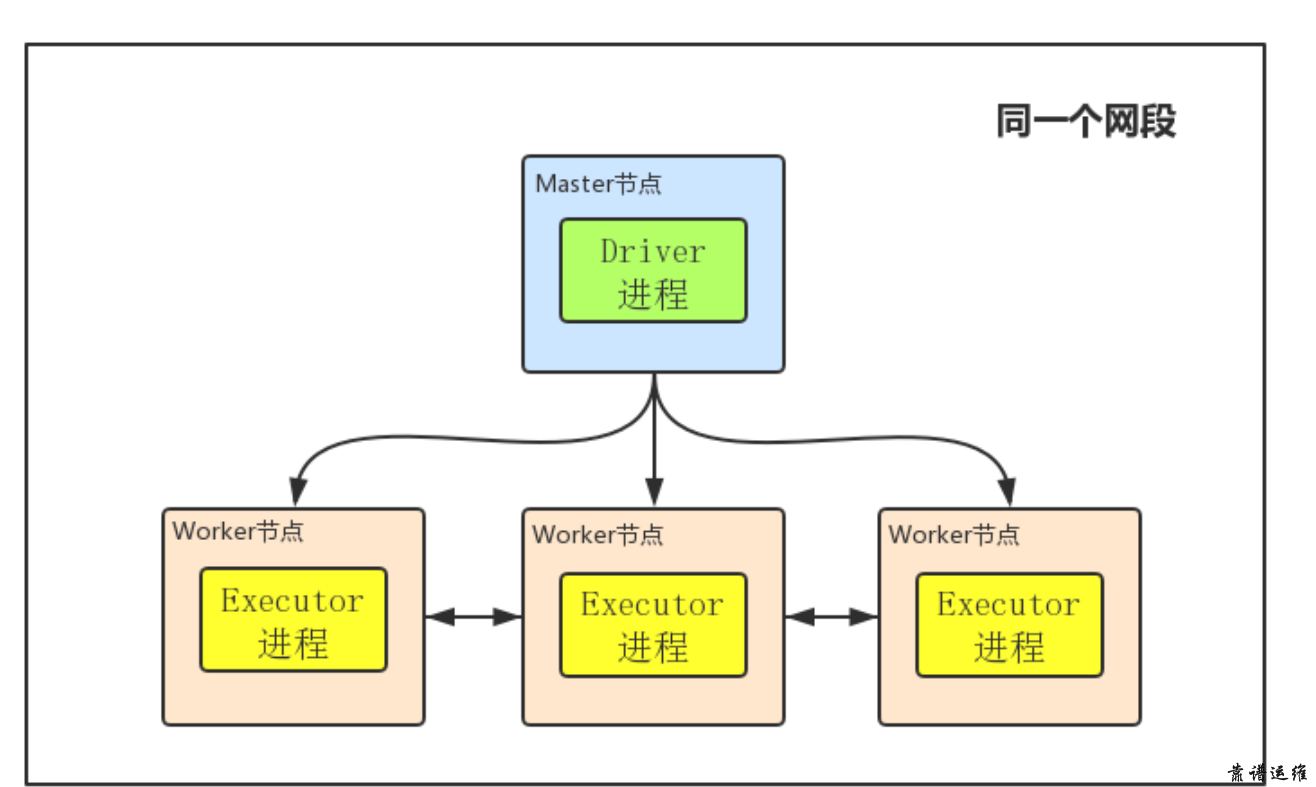 同一个网段
Master节点
Driver
进程
Worker节点
Executor
进程
Worker节点
Executor
进程
Worker节点
Executor
进程
靠谱运维